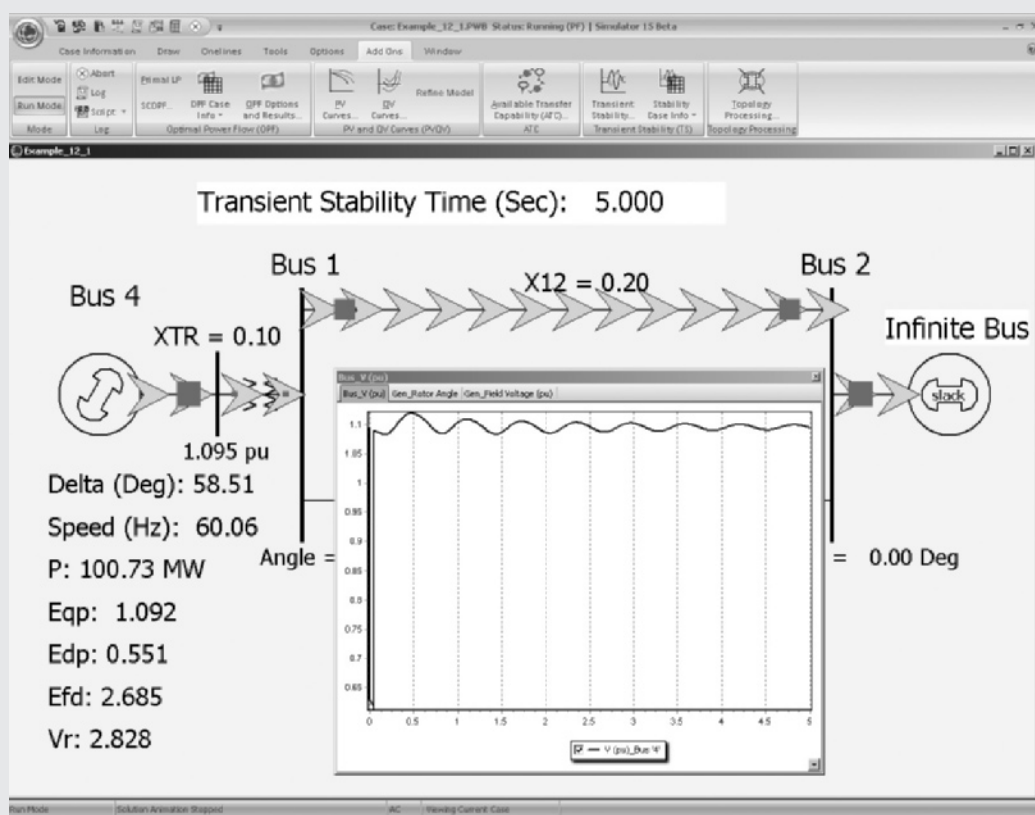 Case: Example_12_1.PWB Status: Running (PF) | Simulator 15 Beta
Case Information Draw Onelines Tools Options Add Ons Window
Edit Mode
Run Mode
Mode
Abort
Log
Script
Log
Primal LP
SCOPF...
OPF Case Info
OPF Options and Results...
Optimal Power Flow (OPF)
PV Curves...
QV Curves...
Refine Model
PV and QV Curves (PVQV)
Available Transfer Capability (ATC)...
ATC
Transient Stability...
Stability Case Info
Transient Stability (TS)
Topology Processing...
Topology Processing
Example_12_1
Transient Stability Time (Sec): 5.000
Bus 1
Bus 2
X12 = 0.20
Bus 4
Infinite Bus
XTR = 0.10
slack
1.095 pu
Delta (Deg): 58.51
Speed (Hz): 60.06
P: 100.73 MW
Eqp: 1.092
Edp: 0.551
Efd: 2.685
Vr: 2.828
Angle =
= 0.00 Deg
Bus_V (pu)
Bus_V (pu) Gen_Rotor Angle Gen_Field Voltage (pu)
1.1
1.05
1
0.95
0.9
0.85
0.8
0.75
0.7
0.65
0 0.5 1 1.5 2 2.5 3 3.5 4 4.5 5
V (pu)_Bus '4'
Run Mode Solution Animation Stopped AC Viewing Current Case